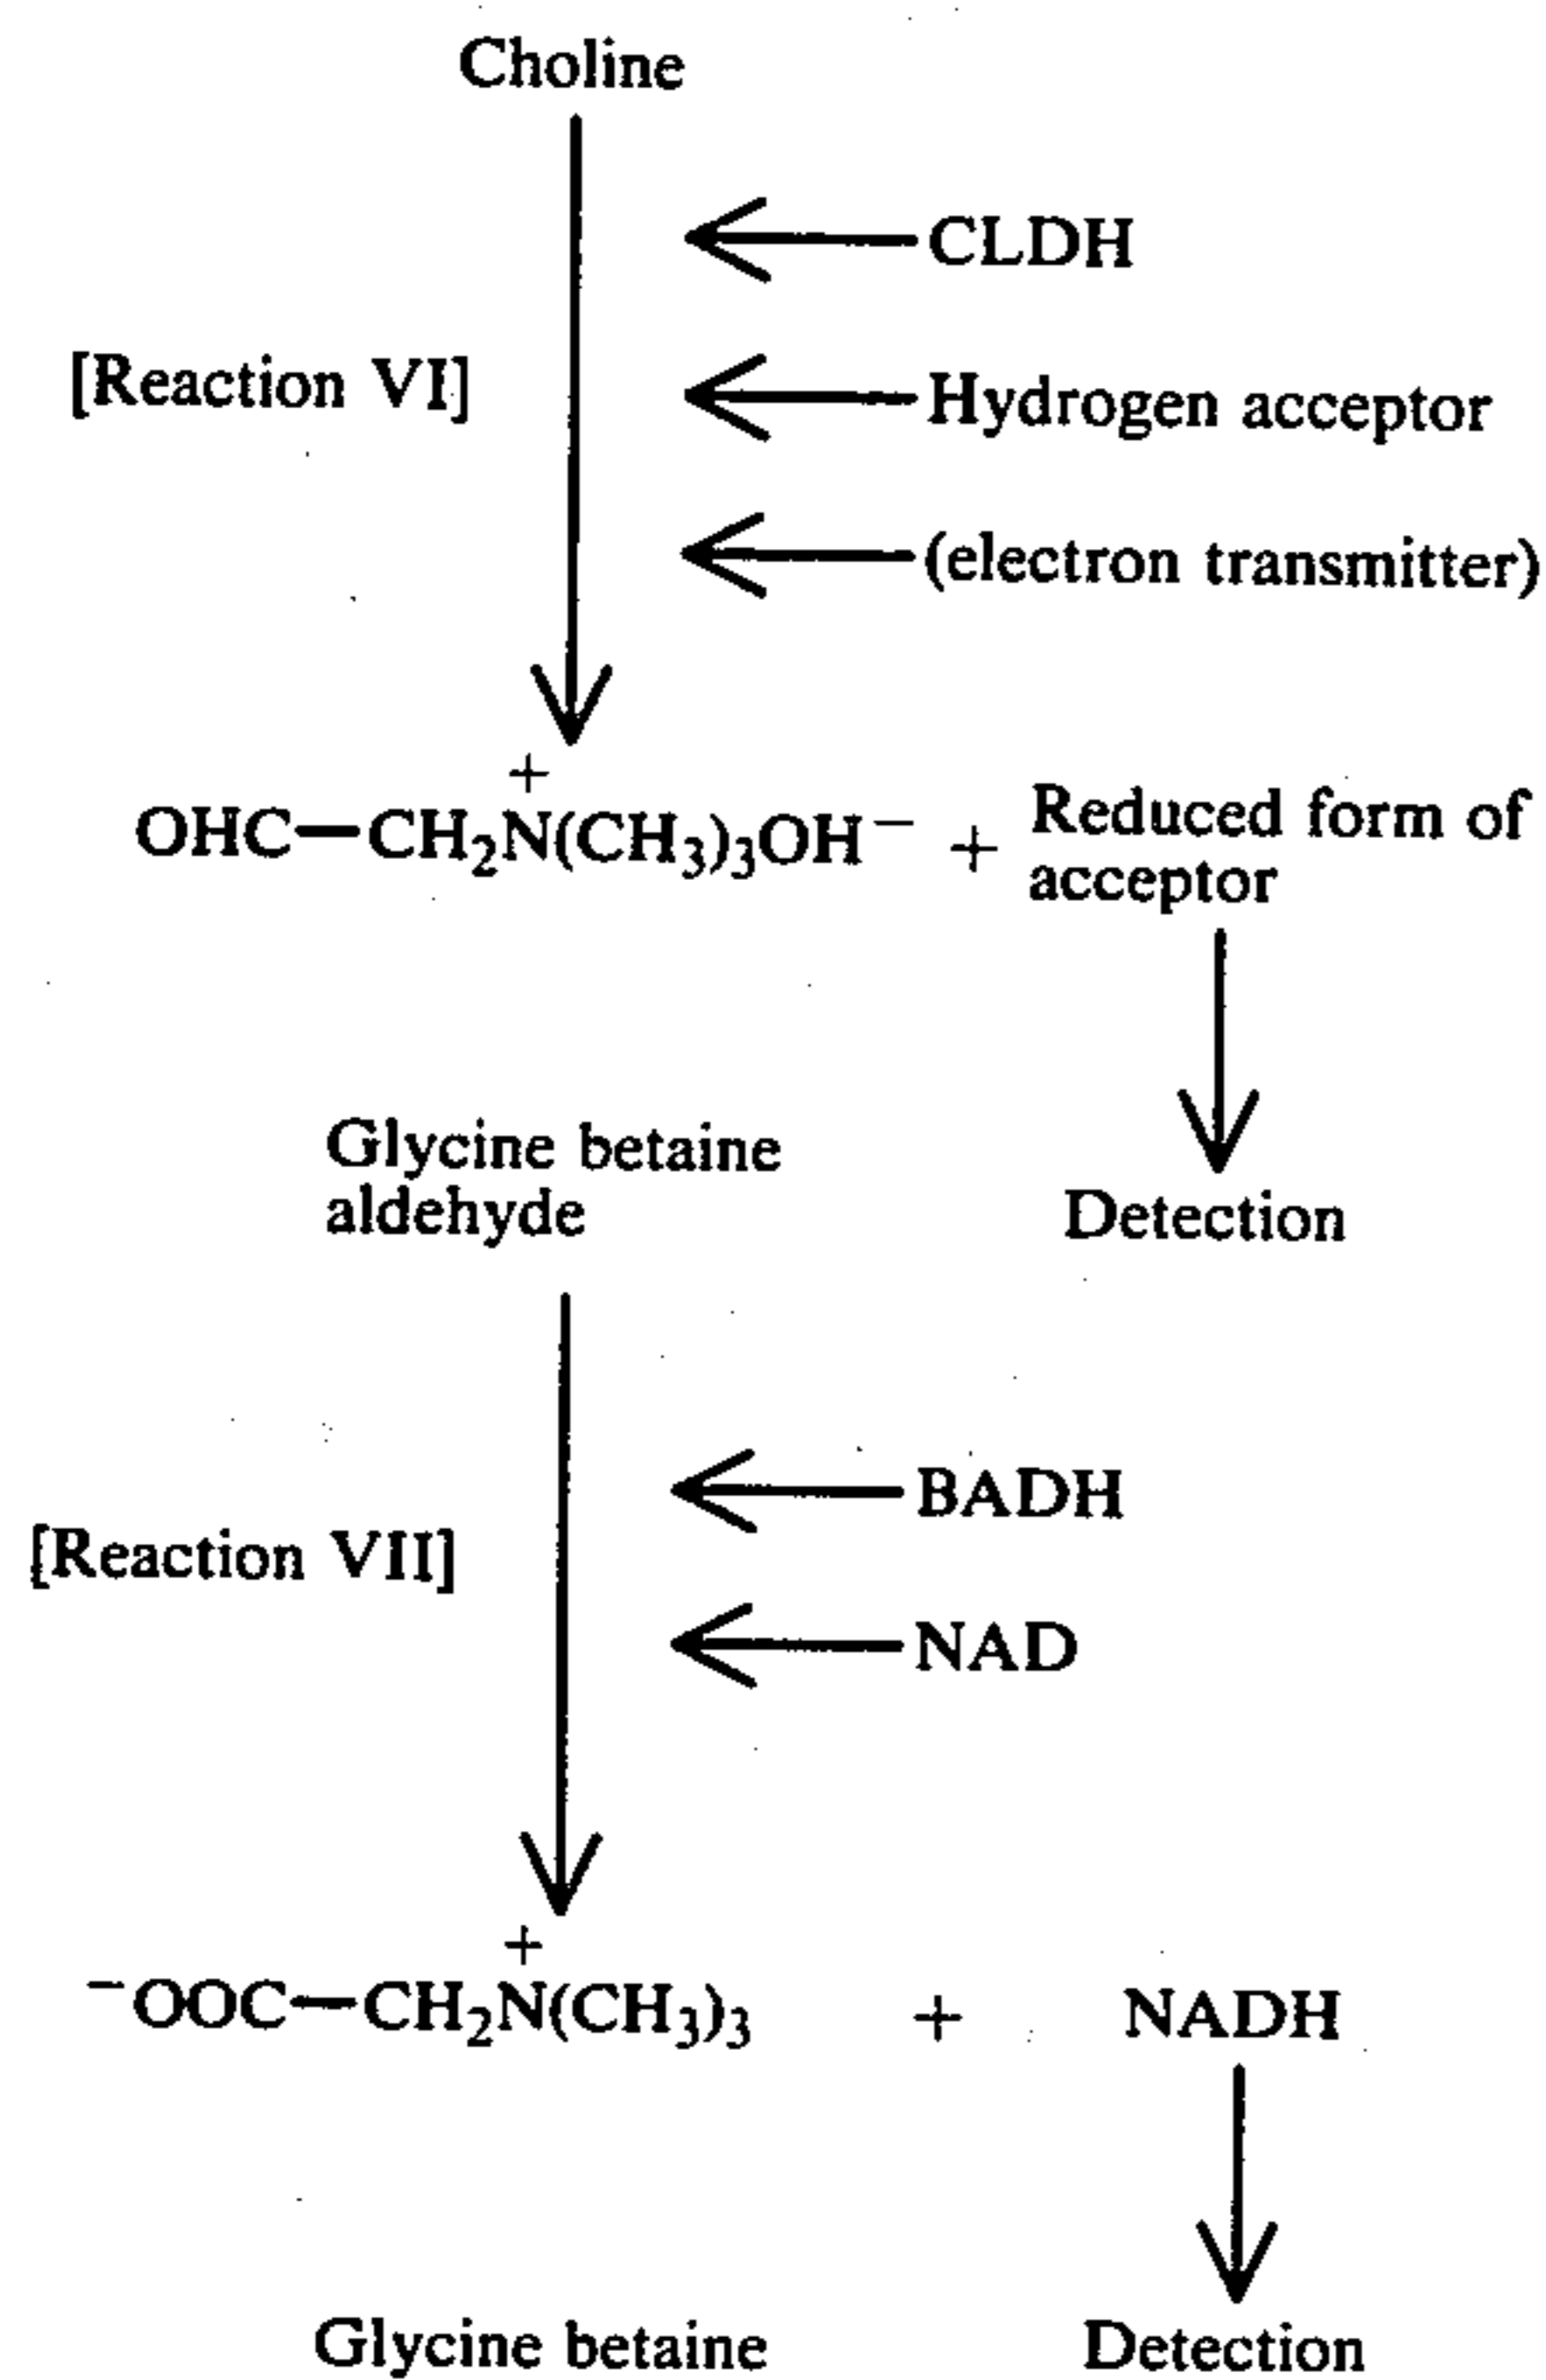 Choline
CLDH
[Reaction VI]
Hydrogen acceptor
(electron transmitter)
+
OHC—CH₂N(CH₃)₃OH⁻ + Reduced form of
acceptor
Glycine betaine
aldehyde
Detection
BADH
[Reaction VII]
NAD
+
⁻OOC—CH₂N(CH₃)₃ + NADH
Glycine betaine
Detection